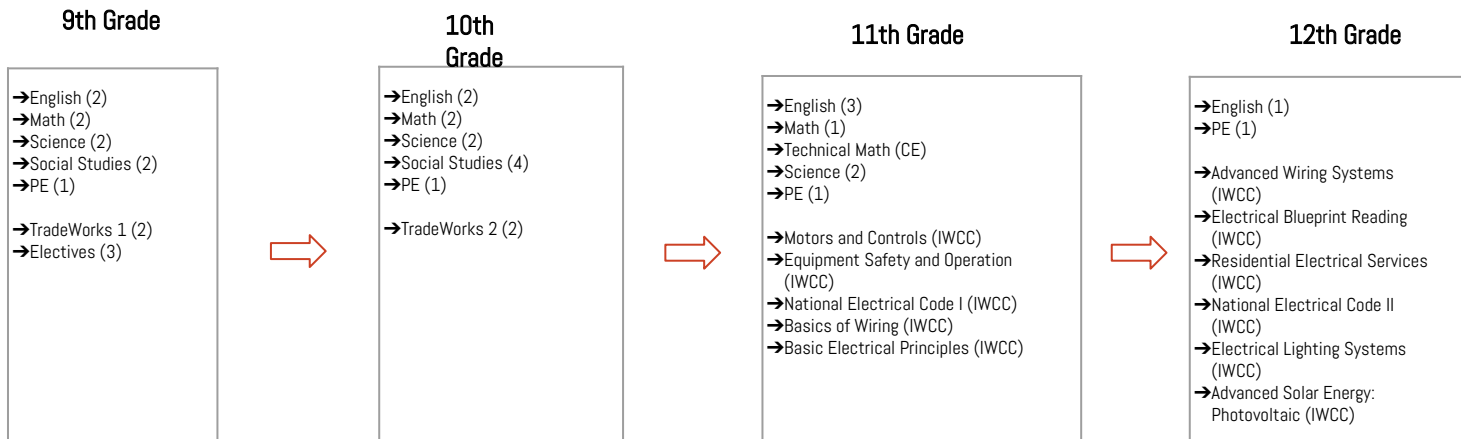 9th Grade
➔English (2)
➔Math (2)
➔Science (2)
➔Social Studies (2)
➔PE (1)
➔TradeWorks 1 (2)
➔Electives (3)
10th
Grade
➔English (2)
➔Math (2)
➔Science (2)
➔Social Studies (4)
➔PE (1)
➔TradeWorks 2 (2)
11th Grade
➔English (3)
➔Math (1)
➔Technical Math (CE)
➔Science (2)
➔PE (1)
➔Motors and Controls (IWCC)
➔Equipment Safety and Operation
(IWCC)
➔National Electrical Code I (IWCC)
➔Basics of Wiring (IWCC)
➔Basic Electrical Principles (IWCC)
12th Grade
➔English (1)
➔PE (1)
➔Advanced Wiring Systems
(IWCC)
➔Electrical Blueprint Reading
(IWCC)
➔Residential Electrical Services
(IWCC)
➔National Electrical Code II
(IWCC)
➔Electrical Lighting Systems
(IWCC)
➔Advanced Solar Energy:
Photovoltaic (IWCC)